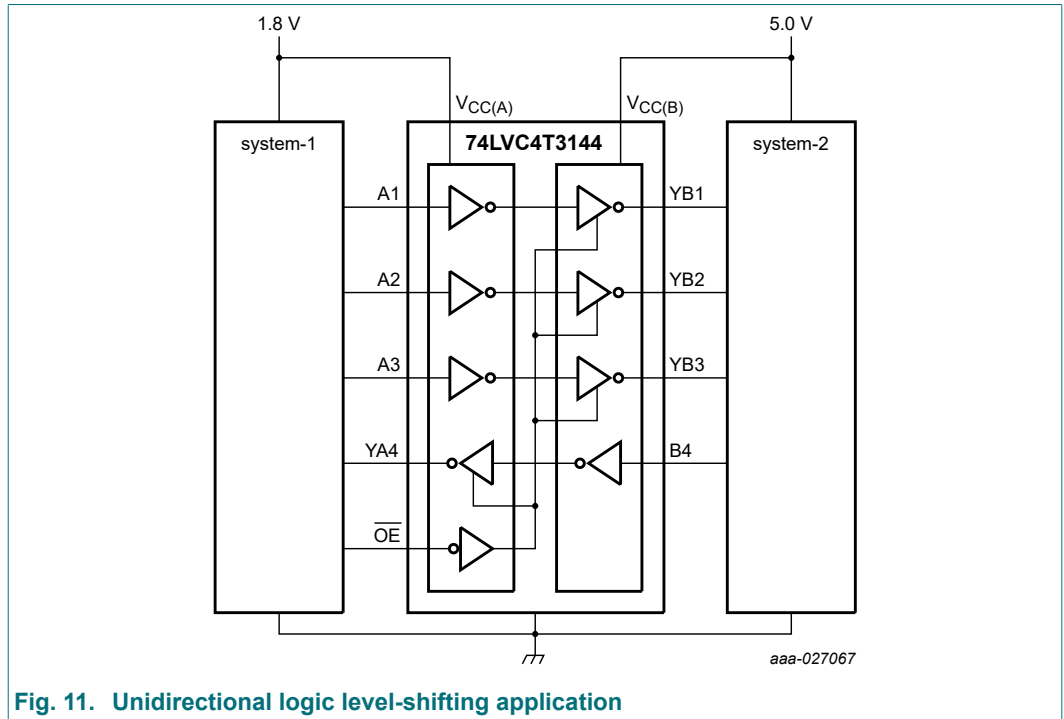 1.8 V
5.0 V
VCC(A)
VCC(B)
system-1
74LVC4T3144
system-2
A1
YB1
A2
YB2
A3
YB3
YA4
B4
OE
aaa-027067
Fig. 11. Unidirectional logic level-shifting application